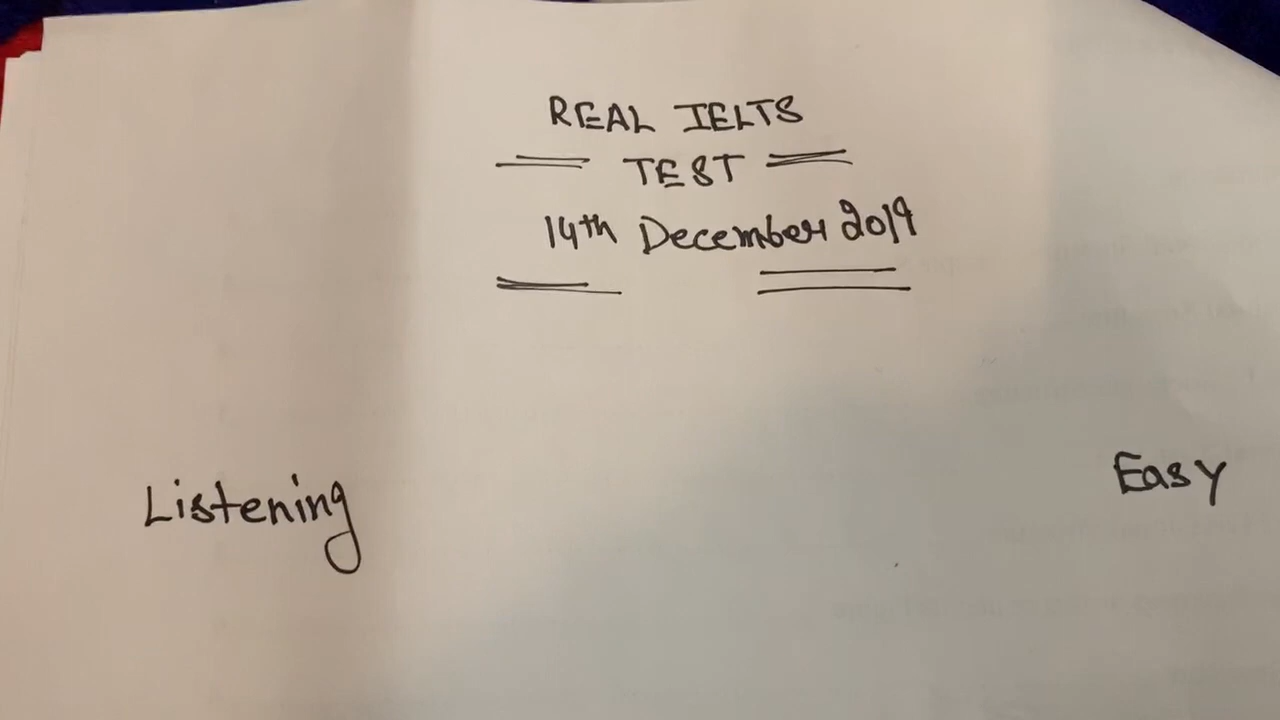 REAL IELTS
TEST
14th December 2019
Listening
Easy